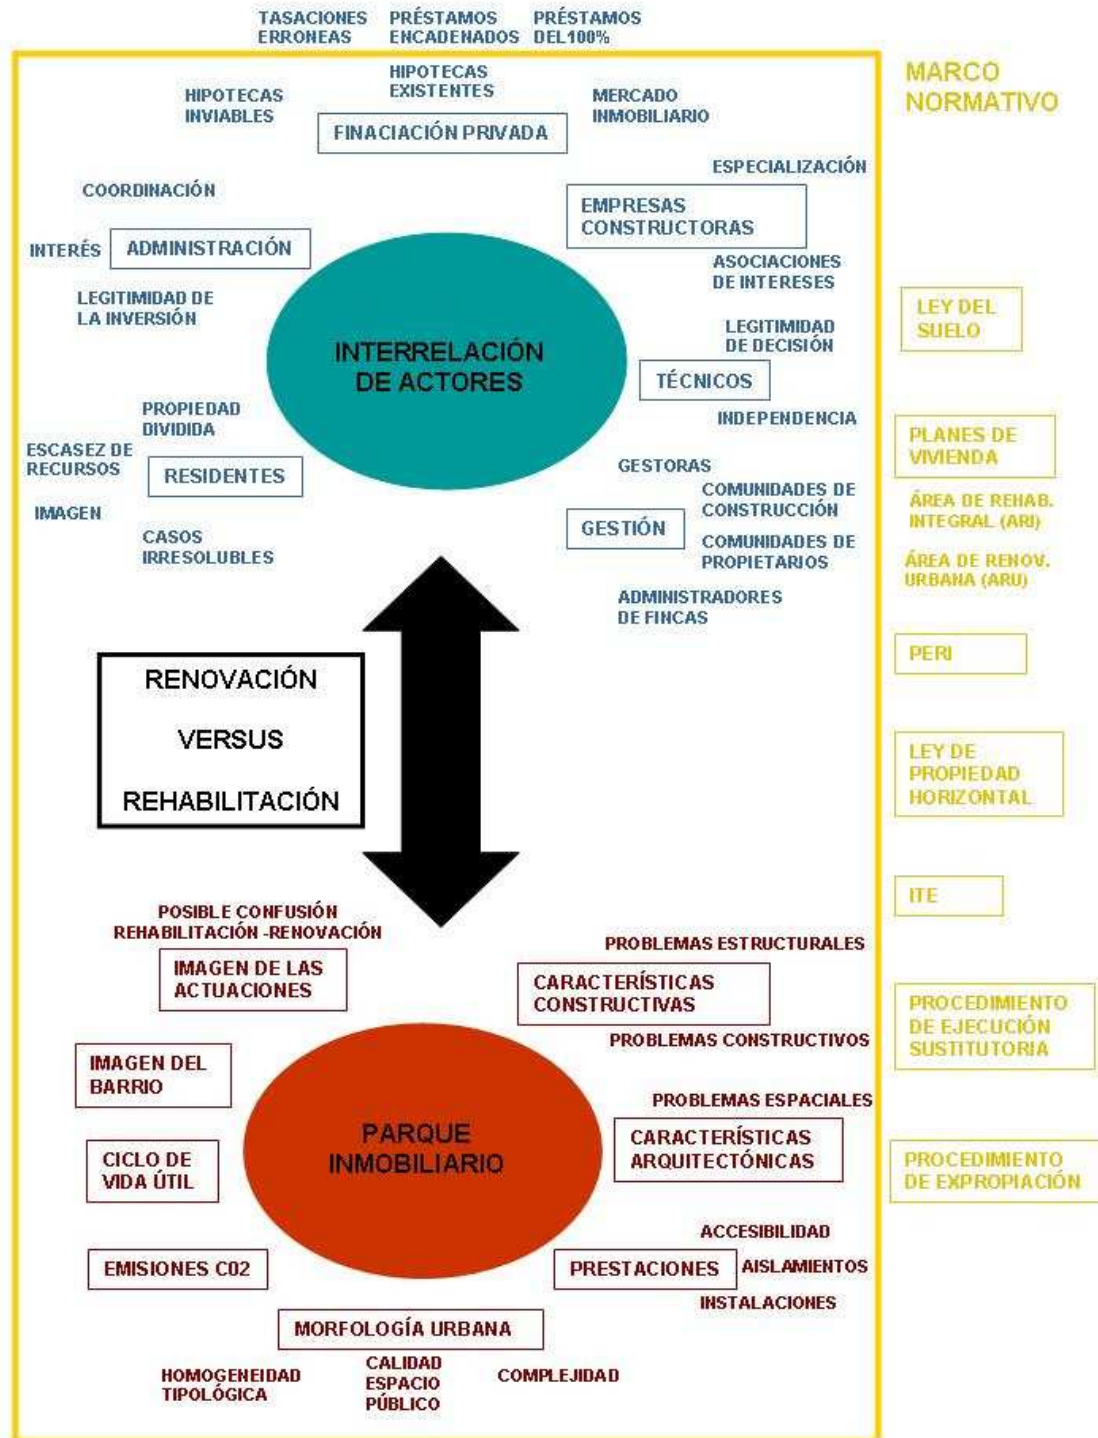 TASACIONES
ERRONEAS
PRÉSTAMOS
ENCADENADOS
PRÉSTAMOS
DEL100%
HIPOTECAS
EXISTENTES
HIPOTECAS
INVIABLES
MERCADO
INMOBILIARIO
FINACIACIÓN PRIVADA
ESPECIALIZACIÓN
EMPRESAS
CONSTRUCTORAS
ASOCIACIONES
DE INTERESES
COORDINACIÓN
INTERÉS
ADMINISTRACIÓN
LEGITIMIDAD DE
LA INVERSIÓN
INTERRELACIÓN
DE ACTORES
LEGITIMIDAD
DE DECISIÓN
TÉCNICOS
INDEPENDENCIA
PROPIEDAD
DIVIDIDA
ESCASEZ DE
RECURSOS
RESIDENTES
IMAGEN
CASOS
IRRESOLUBLES
GESTORAS
COMUNIDADES DE
CONSTRUCCIÓN
GESTIÓN
COMUNIDADES DE
PROPIETARIOS
ADMINISTRADORES
DE FINCAS
RENOVACIÓN
VERSUS
REHABILITACIÓN
POSIBLE CONFUSIÓN
REHABILITACIÓN -RENOVACIÓN
IMAGEN DE LAS
ACTUACIONES
PROBLEMAS ESTRUCTURALES
CARACTERÍSTICAS
CONSTRUCTIVAS
PROBLEMAS CONSTRUCTIVOS
IMAGEN DEL
BARRIO
PROBLEMAS ESPACIALES
CARACTERÍSTICAS
ARQUITECTÓNICAS
PARQUE
INMOBILIARIO
CICLO DE
VIDA ÚTIL
EMISIONES C02
ACCESIBILIDAD
PRESTACIONES
AISLAMIENTOS
INSTALACIONES
MORFOLOGÍA URBANA
HOMOGENEIDAD
TIPOLÓGICA
CALIDAD
ESPACIO
PÚBLICO
COMPLEJIDAD
MARCO
NORMATIVO
LEY DEL
SUELO
PLANES DE
VIVIENDA
ÁREA DE REHAB.
INTEGRAL (ARI)
ÁREA DE RENOV.
URBANA (ARU)
PERI
LEY DE
PROPIEDAD
HORIZONTAL
ITE
PROCEDIMIENTO
DE EJECUCIÓN
SUSTITUTORIA
PROCEDIMIENTO
DE EXPROPIACIÓN